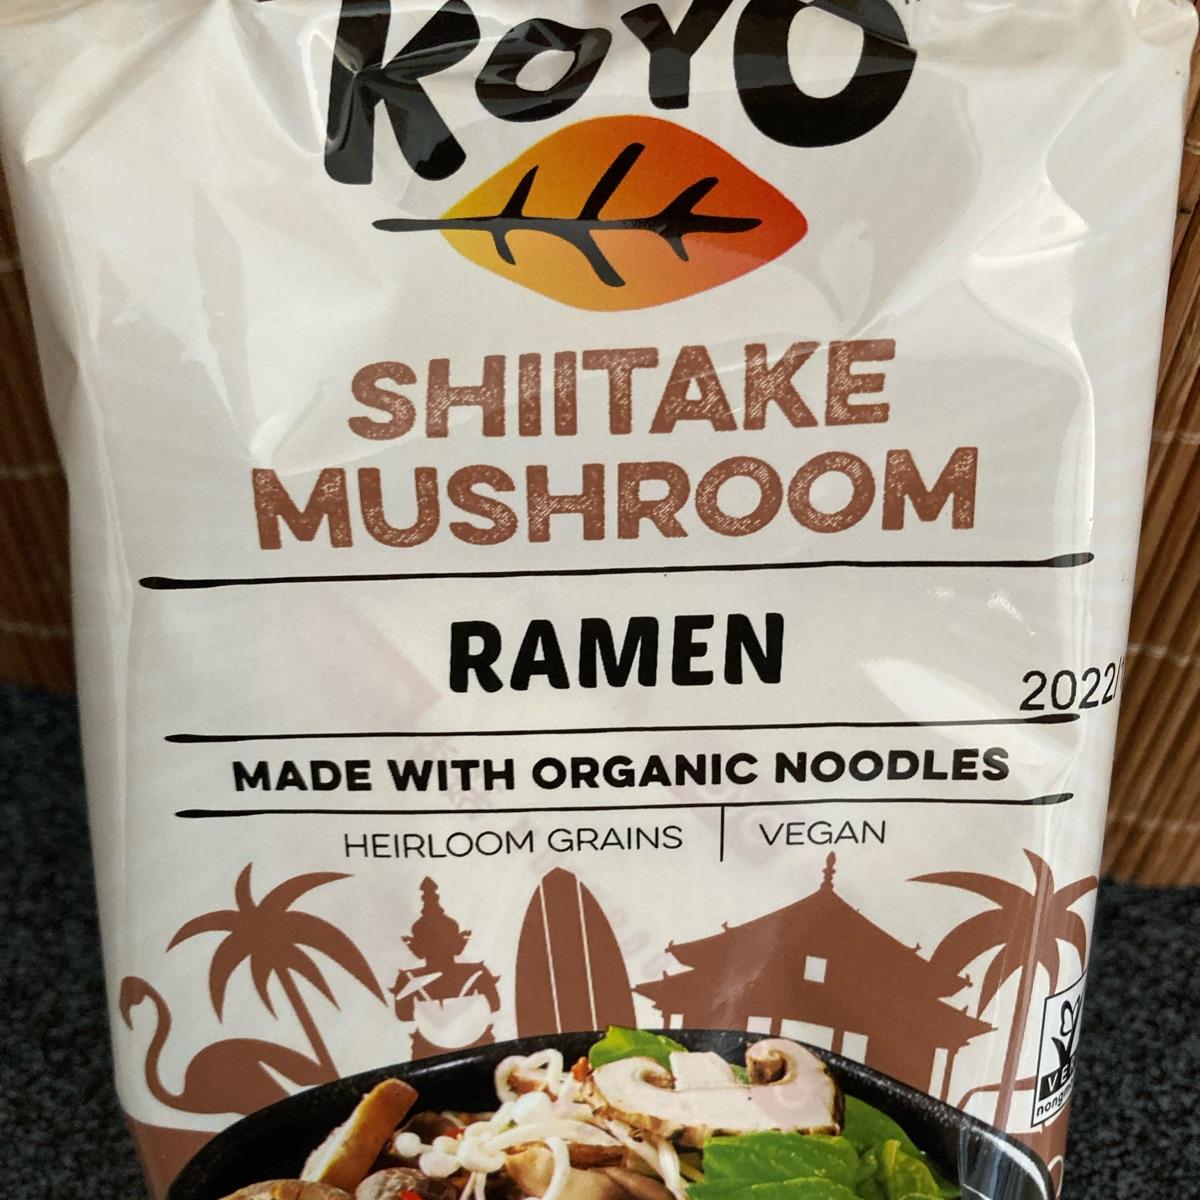 KOYO
SHIITAKE
MUSHROOM
RAMEN
2022/
MADE WITH ORGANIC NOODLES
HEIRLOOM GRAINS | VEGAN